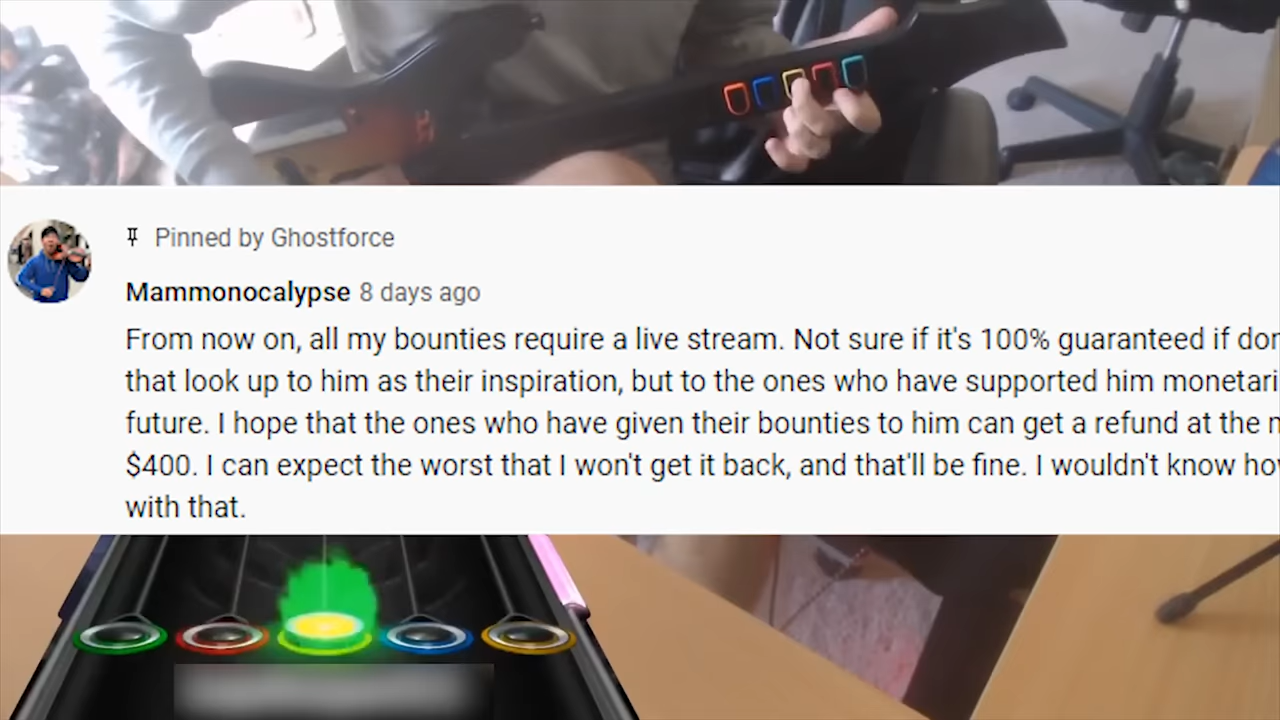 Pinned by Ghostforce
Mammonocalypse 8 days ago
From now on, all my bounties require a live stream. Not sure if it's 100% guaranteed if
that look up to him as their inspiration, but to the ones who have supported him
future. I hope that the ones who have given their bounties to him can get a refund at the
$400. I can expect the worst that I won't get it back, and that'll be fine. I wouldn't know
with that.